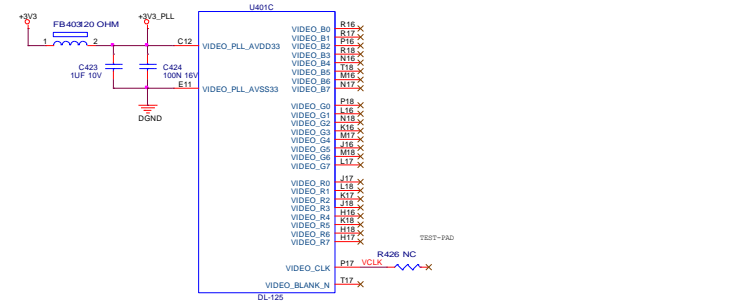 U401C
+3V3
+3V3_PLL
FB403120 OHM
1
2
C12
VIDEO_PLL_AVDD33
C423
1UF 10V
C424
100N 16V
E11
VIDEO_PLL_AVSS33
DGND
VIDEO_B0 R16
VIDEO_B1 R17
VIDEO_B2 P16
VIDEO_B3 R18
VIDEO_B4 N16
VIDEO_B5 T18
VIDEO_B6 M16
VIDEO_B7 N17
VIDEO_G0 P18
VIDEO_G1 L16
VIDEO_G2 N18
VIDEO_G3 K16
VIDEO_G4 M17
VIDEO_G5 J16
VIDEO_G6 M18
VIDEO_G7 L17
VIDEO_R0 J17
VIDEO_R1 L18
VIDEO_R2 K17
VIDEO_R3 J18
VIDEO_R4 H16
VIDEO_R5 K18
VIDEO_R6 H18
VIDEO_R7 H17
TEST-PAD
R426 NC
VIDEO_CLK P17 VCLK
VIDEO_BLANK_N T17
DL-125